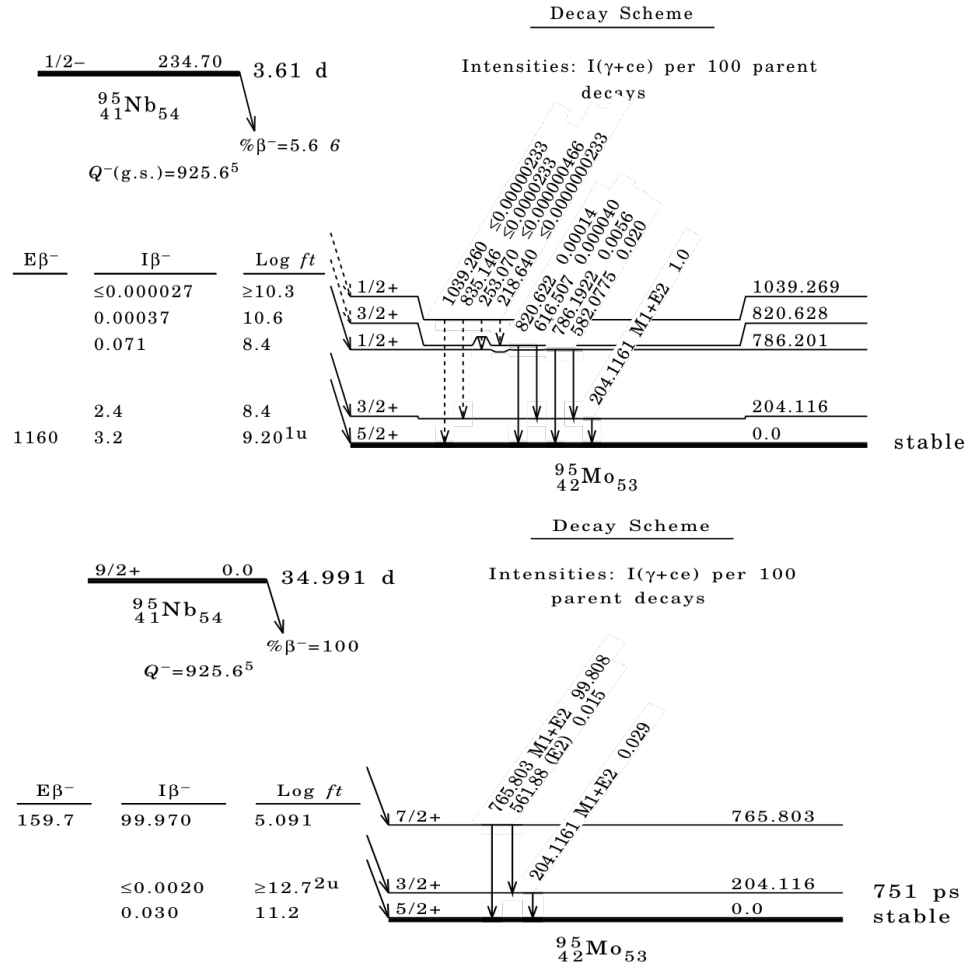 Decay Scheme
1/2− 234.70 3.61 d
Intensities: I(γ+ce) per 100 parent
decays
95
41Nb54
%β−=5.6 6
Q−(g.s.)=925.6 5
1039.260 ≤0.00000233
835.146 ≤0.0000233
253.070 ≤0.000000466
218.640 ≤0.0000000233
820.622 0.00014
616.507 0.000040
786.1922 0.0056
582.0775 0.020
204.1161 M1+E2 1.0
Eβ− Iβ− Log ft
≤0.000027 ≥10.3 1/2+ 1039.269
0.00037 10.6 3/2+ 820.628
0.071 8.4 1/2+ 786.201
2.4 8.4 3/2+ 204.116
1160 3.2 9.20 1u 5/2+ 0.0 stable
95
42Mo53
Decay Scheme
9/2+ 0.0 34.991 d
Intensities: I(γ+ce) per 100
parent decays
95
41Nb54
%β−=100
Q−=925.6 5
765.803 M1+E2 99.808
561.88 (E2) 0.015
204.1161 M1+E2 0.029
Eβ− Iβ− Log ft
159.7 99.970 5.091 7/2+ 765.803
≤0.0020 ≥12.7 2u 3/2+ 204.116 751 ps
0.030 11.2 5/2+ 0.0 stable
95
42Mo53